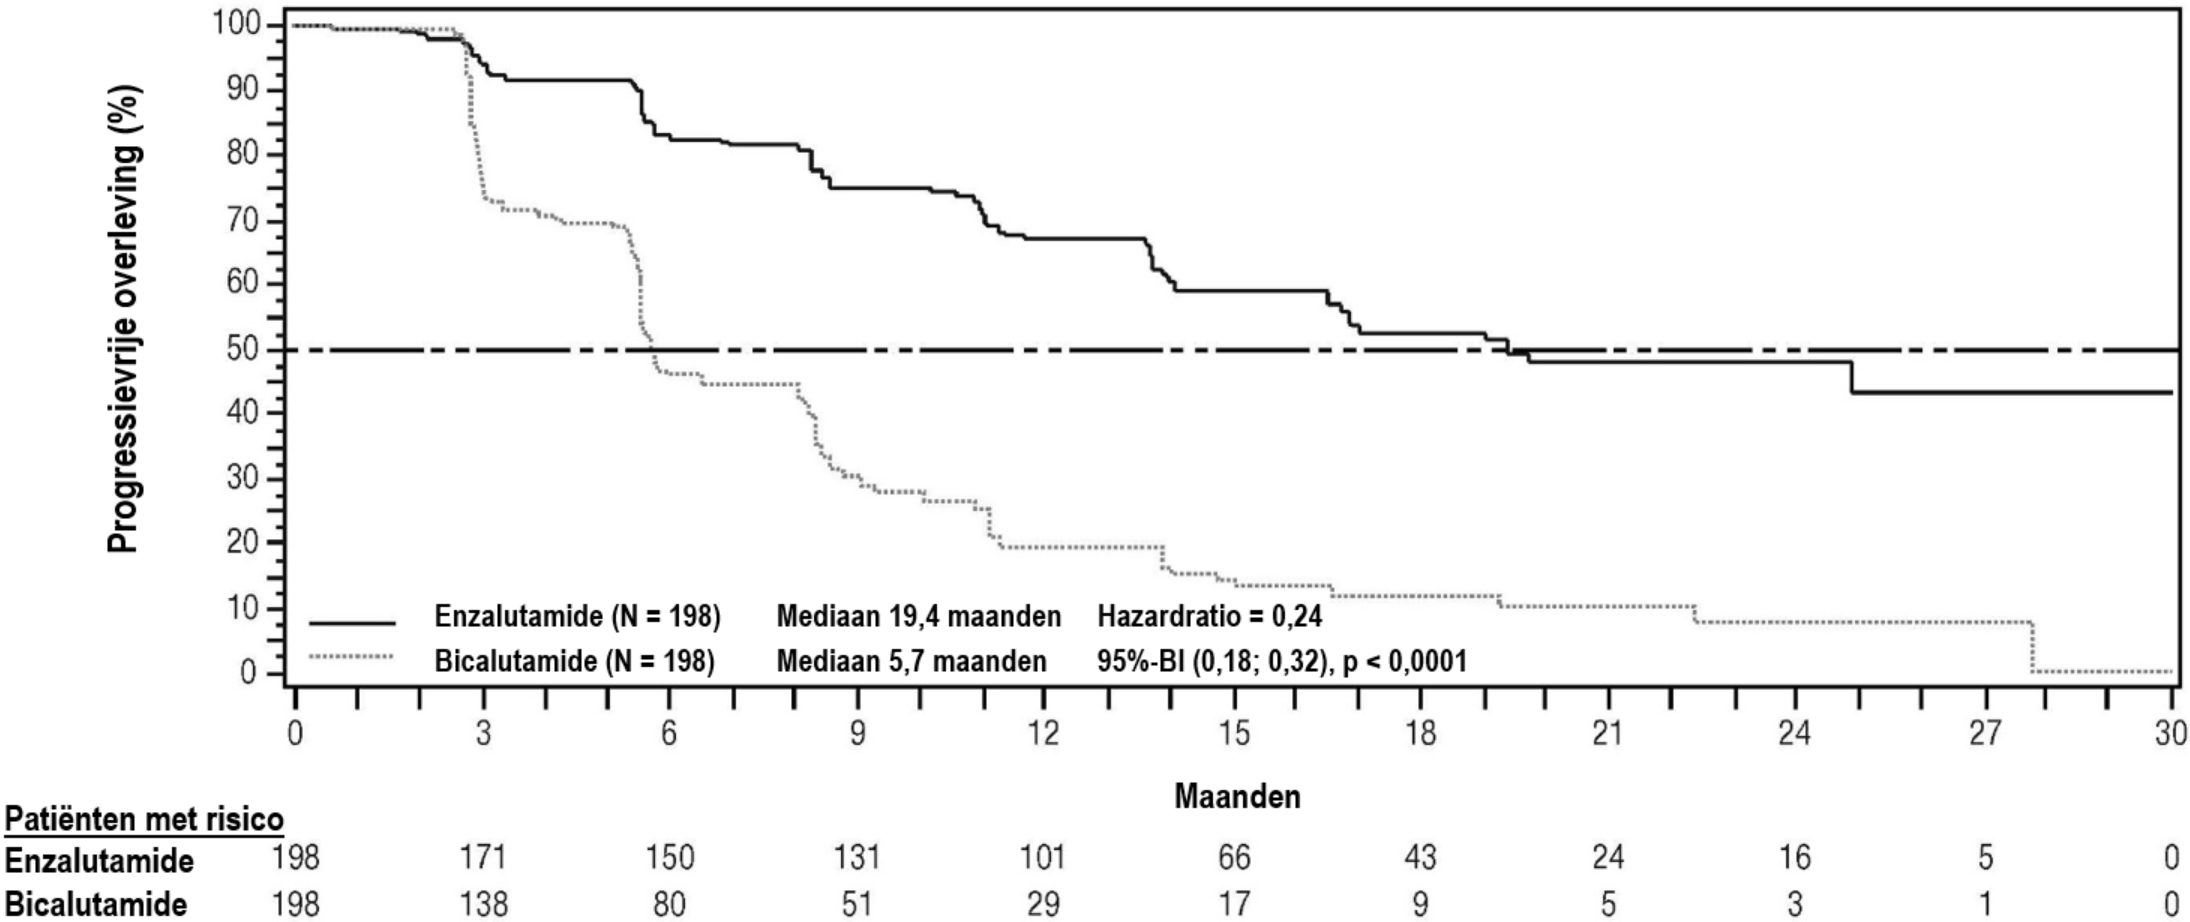 Progressievrije overleving (%)
100
90
80
70
60
50
40
30
20
10
0
Enzalutamide (N = 198) Mediaan 19,4 maanden Hazardratio = 0,24
Bicalutamide (N = 198) Mediaan 5,7 maanden 95%-BI (0,18; 0,32), p < 0,0001
0 3 6 9 12 15 18 21 24 27 30
Maanden
Patiënten met risico
Enzalutamide 198 171 150 131 101 66 43 24 16 5 0
Bicalutamide 198 138 80 51 29 17 9 5 3 1 0